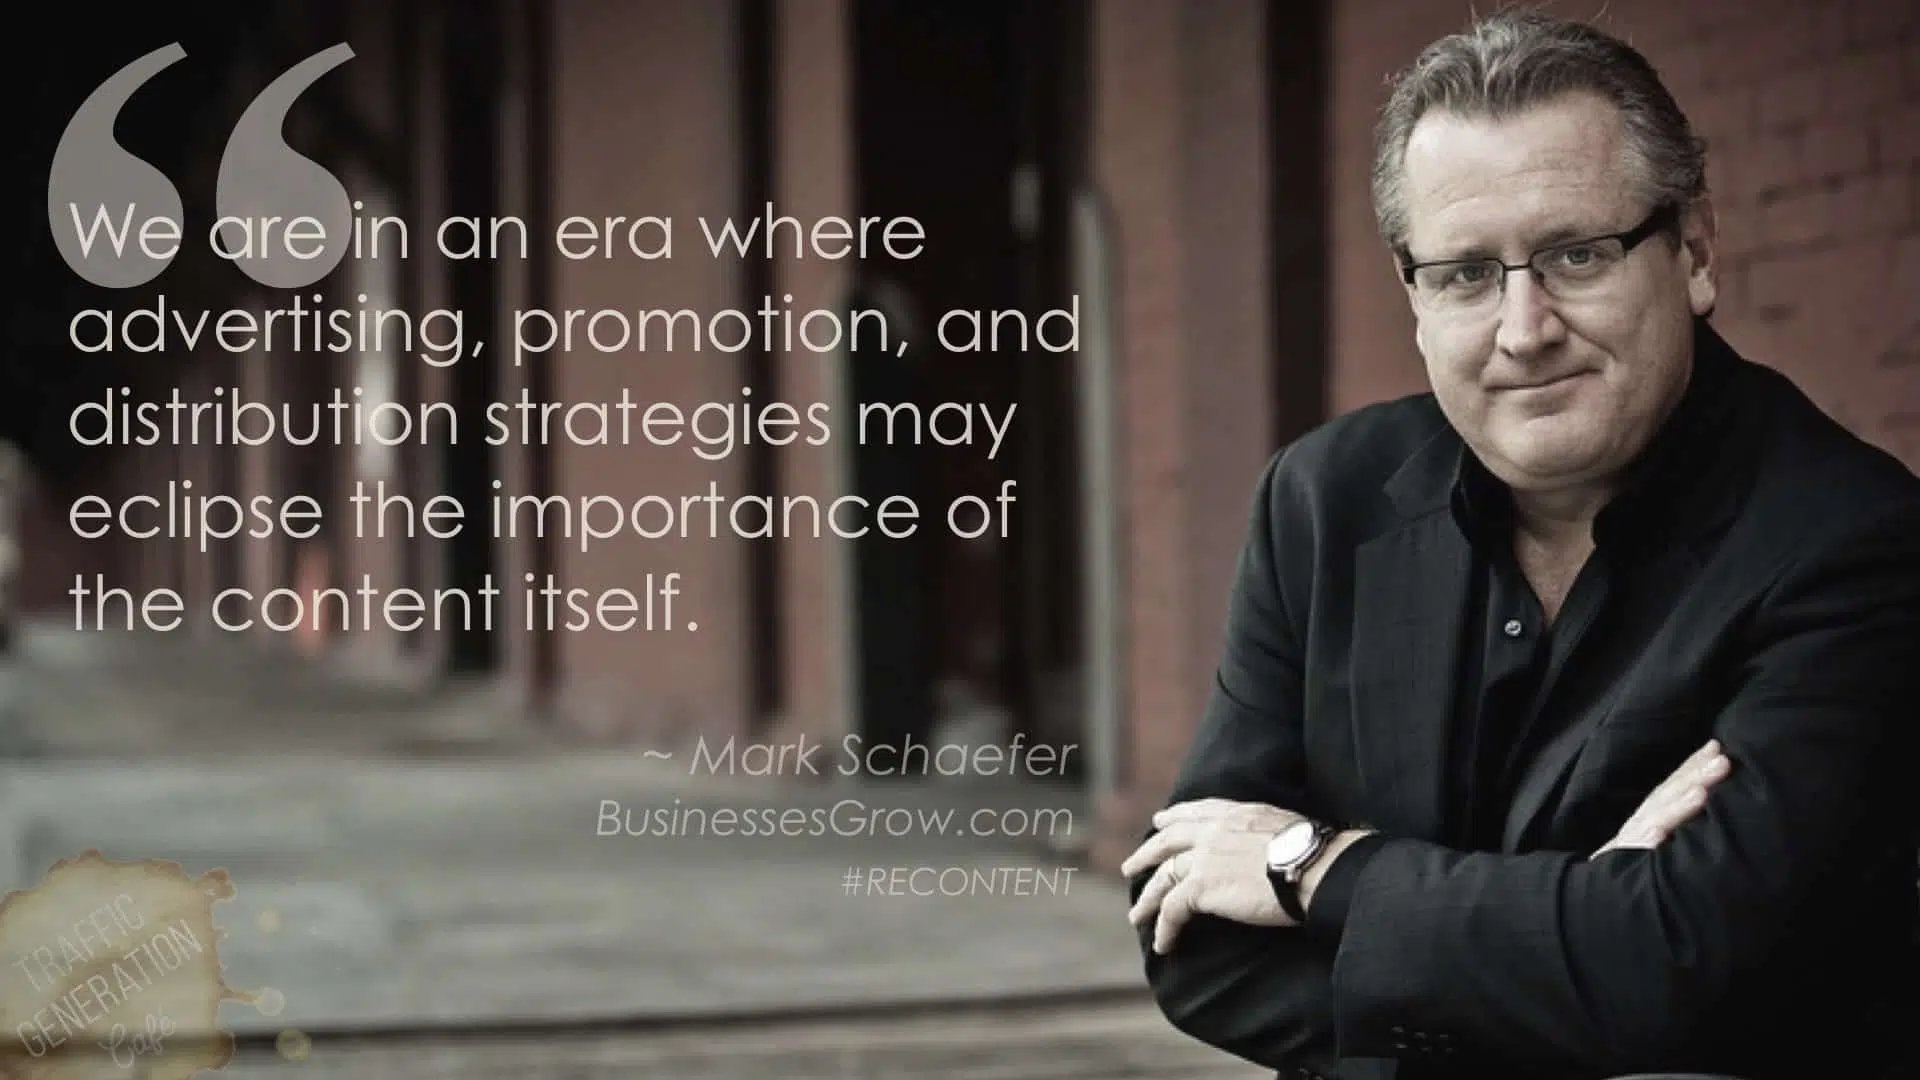 “
We are in an era where
advertising, promotion, and
distribution strategies may
eclipse the importance of
the content itself.
~ Mark Schaefer
BusinessesGrow.com
#RECONTENT
TRAFFIC
GENERATION
Café